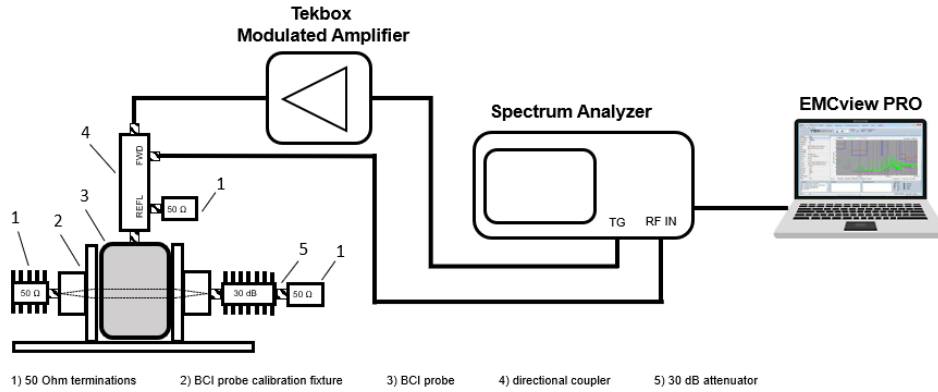 Tekbox
Modulated Amplifier
Spectrum Analyzer
EMCview PRO
4
FWD
REFL
3
1
50 Ω
TG
RF IN
1
2
5
1
50 Ω
30 dB
50 Ω
1) 50 Ohm terminations
2) BCI probe calibration fixture
3) BCI probe
4) directional coupler
5) 30 dB attenuator